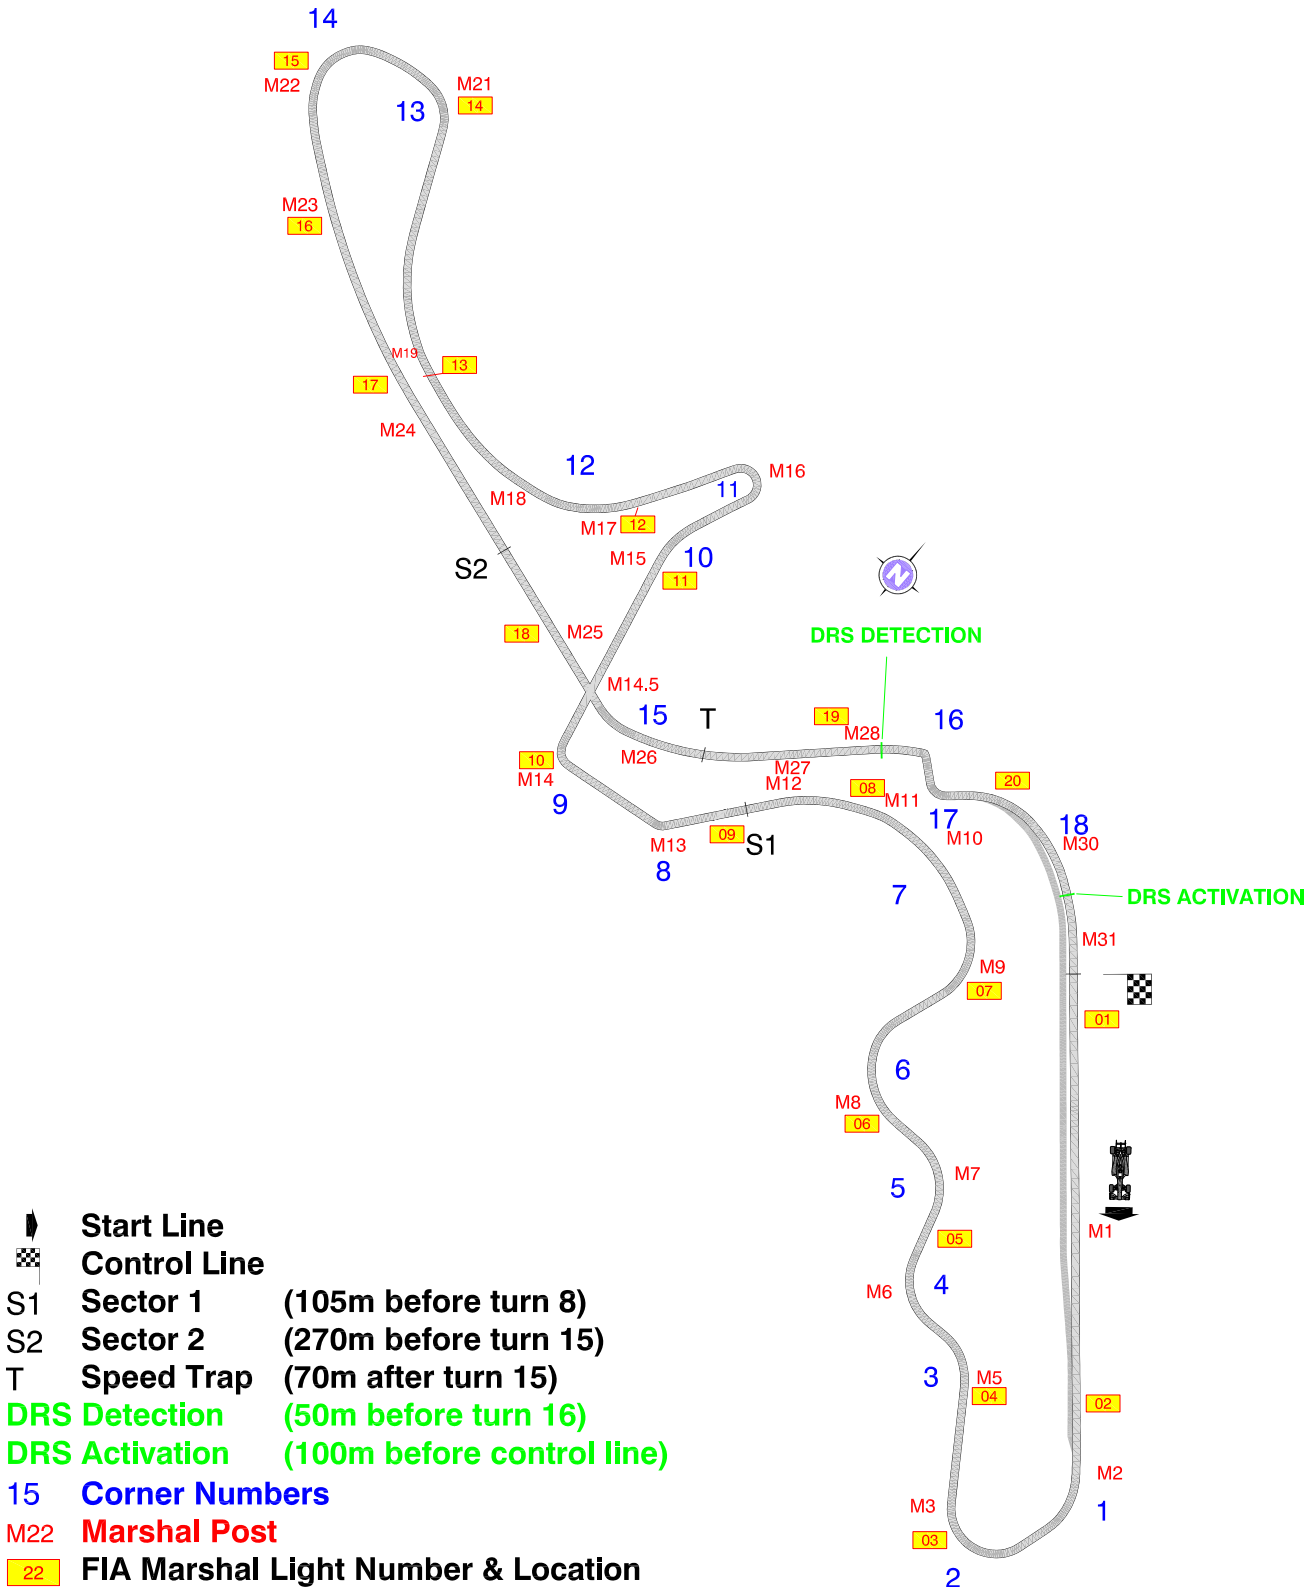 14
15
M22
M21
13
14
M23
16
M19
13
17
M24
12
M16
11
M18
M17
12
M15
10
S2
11
N
18
M25
DRS DETECTION
M14.5
15
T
19
16
M28
M26
10
M14
M27
M12
08
20
9
M11
17
18
09
S1
M10
M30
M13
8
7
DRS ACTIVATION
M31
M9
07
01
6
M8
06
M7
5
M1
05
4
M6
3
M5
04
02
M2
M3
1
03
2
Start Line
Control Line
S1 Sector 1 (105m before turn 8)
S2 Sector 2 (270m before turn 15)
T Speed Trap (70m after turn 15)
DRS Detection (50m before turn 16)
DRS Activation (100m before control line)
15 Corner Numbers
M22 Marshal Post
22 FIA Marshal Light Number & Location